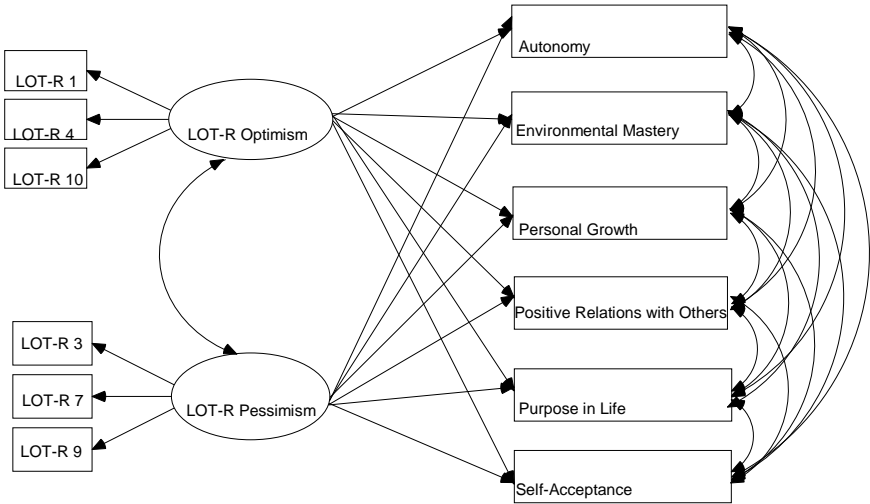 LOT-R 1
LOT-R 4
LOT-R 10
LOT-R Optimism
LOT-R 3
LOT-R 7
LOT-R 9
LOT-R Pessimism
Autonomy
Environmental Mastery
Personal Growth
Positive Relations with Others
Purpose in Life
Self-Acceptance